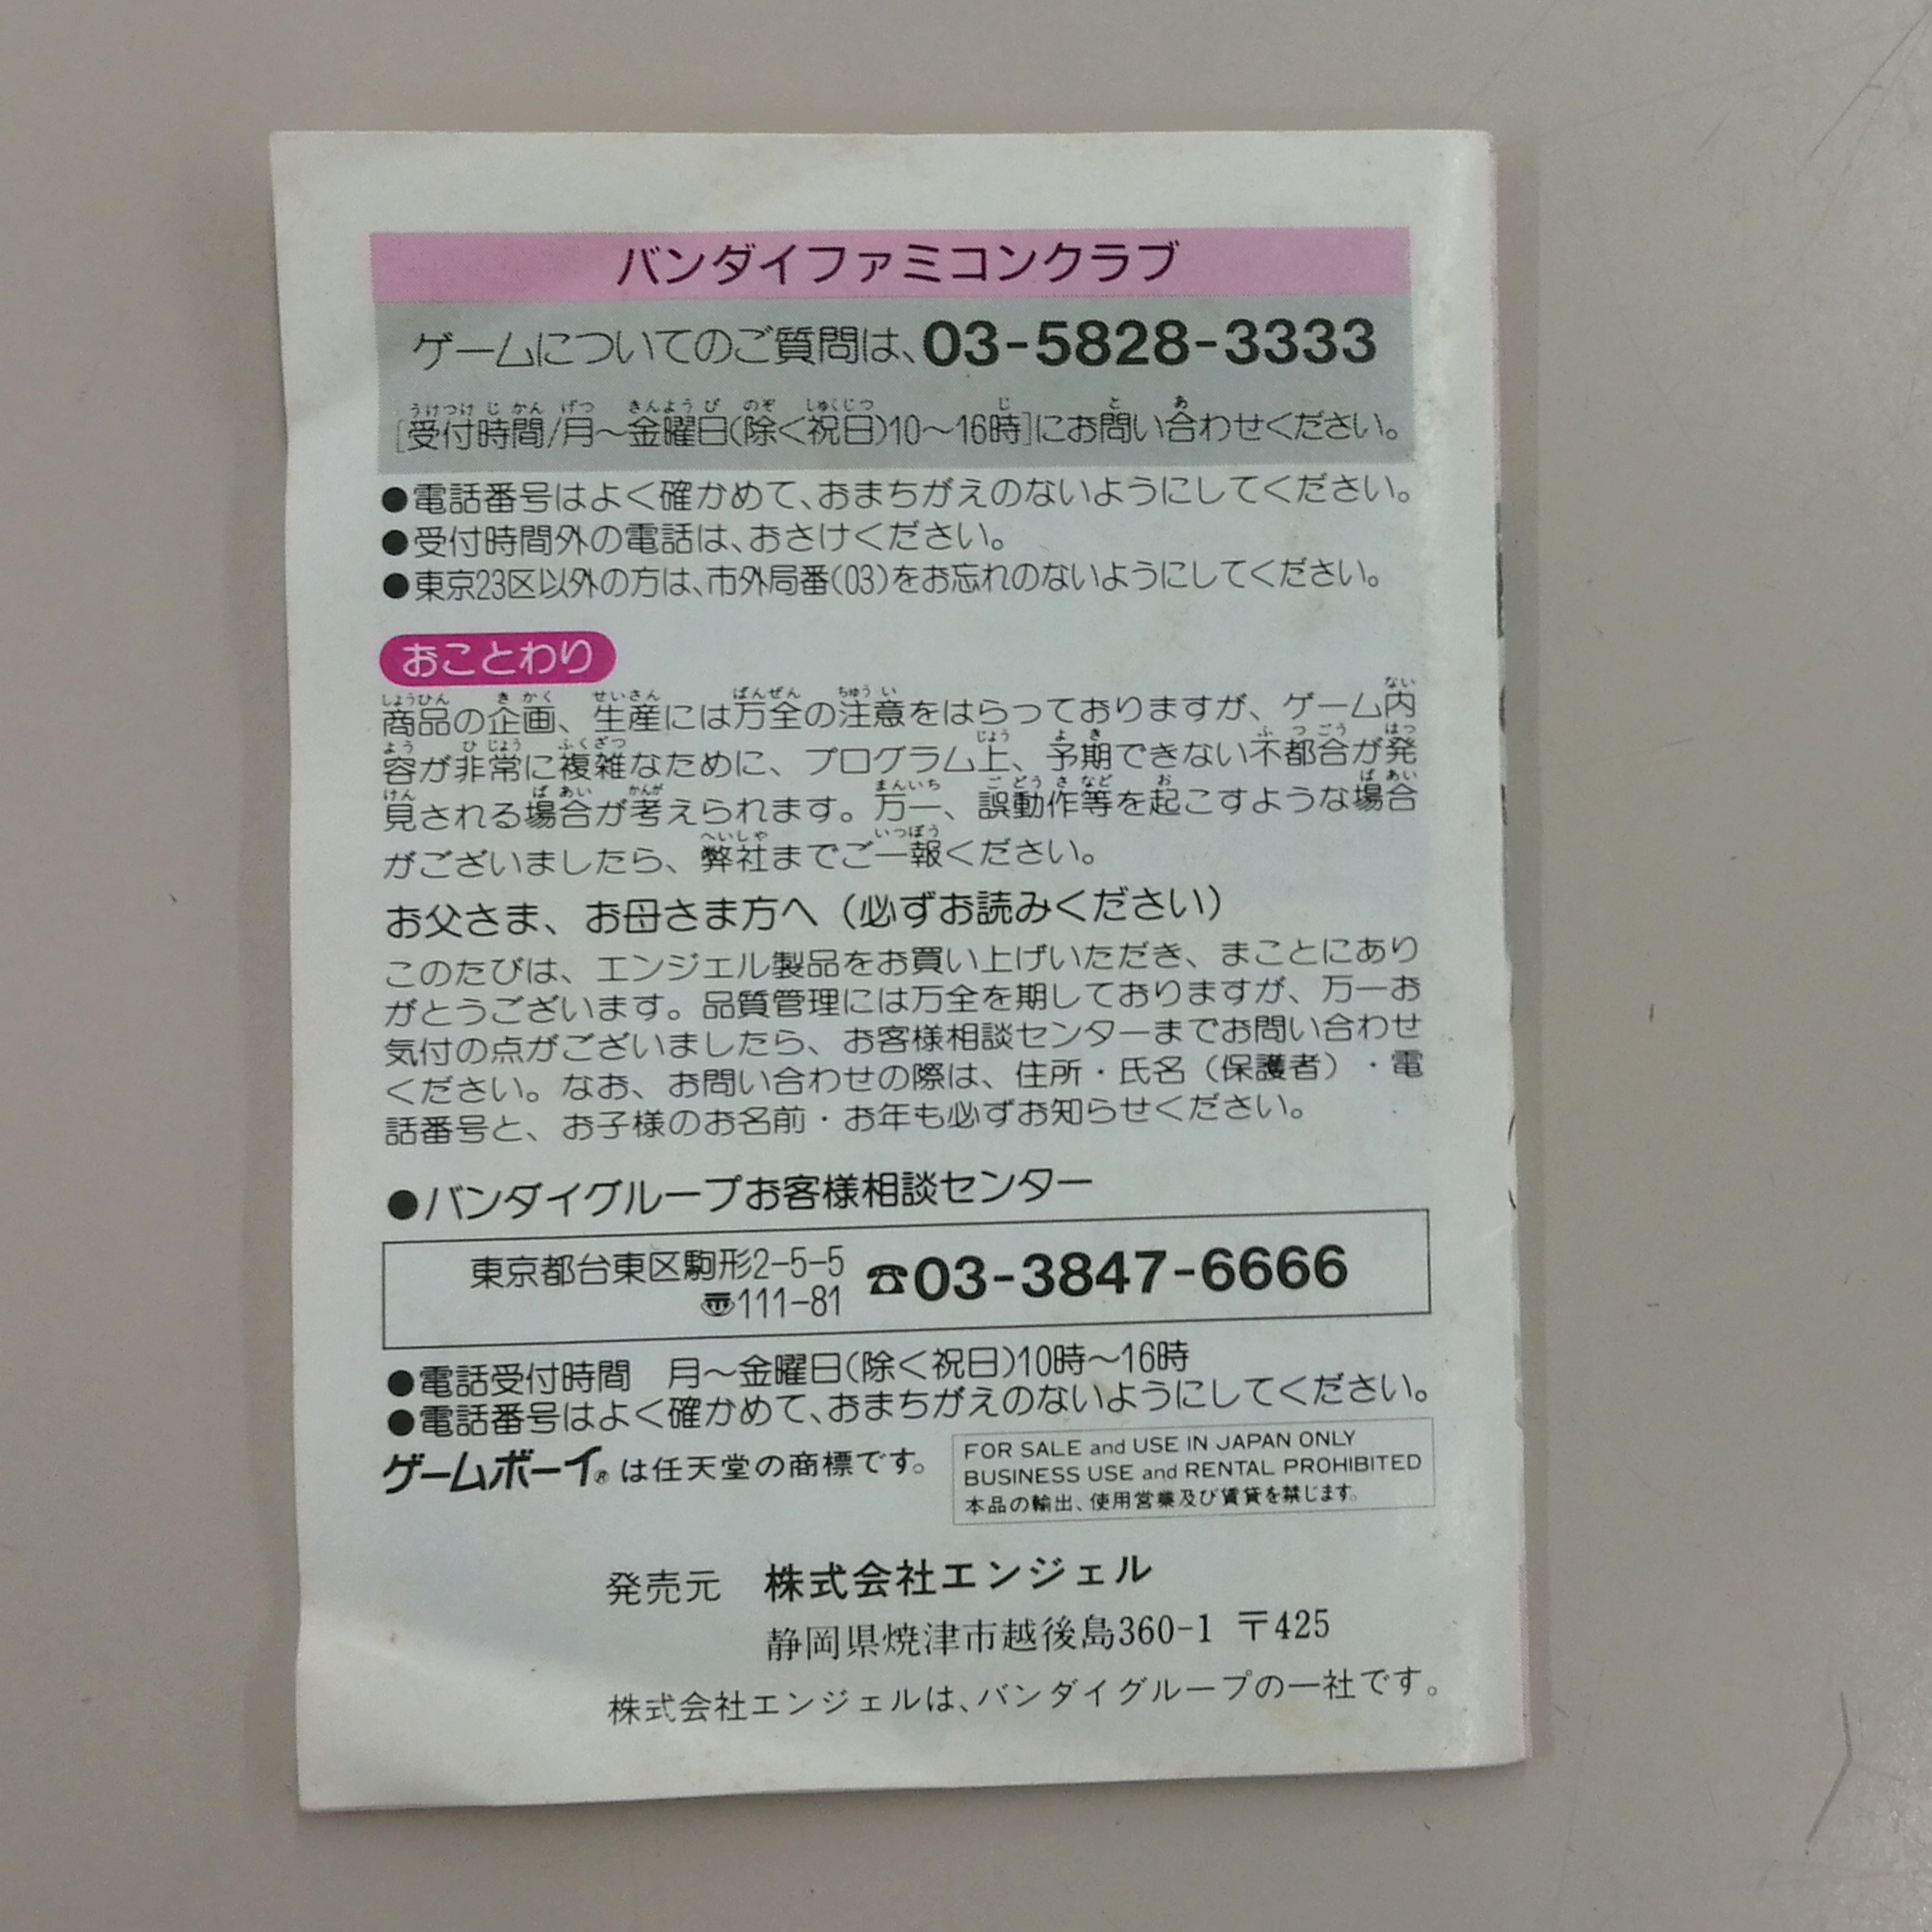 バンダイファミコンクラブ
ゲームについてのご質問は、03-5828-3333
[受付時間/月～金曜日(除く祝日)10～16時]にお問い合わせください。
●電話番号はよく確かめて、おまちがえのないようにしてください。
●受付時間外の電話は、おさけください。
●東京23区以外の方は、市外局番(03)をお忘れのないようにしてください。
おことわり
商品の企画、生産には万全の注意をはらっておりますが、ゲーム内
容が非常に複雑なために、プログラム上、予期できない不都合が発
見される場合が考えられます。万一、誤動作等を起こすような場合
がございましたら、弊社までご一報ください。
お父さま、お母さま方へ（必ずお読みください）
このたびは、エンジェル製品をお買い上げいただき、まことにあり
がとうございます。品質管理には万全を期しておりますが、万一お
気付の点がございましたら、お客様相談センターまでお問い合わせ
ください。なお、お問い合わせの際は、住所・氏名（保護者）・電
話番号と、お子様のお名前・お年も必ずお知らせください。
●バンダイグループお客様相談センター
東京都台東区駒形2-5-5 ☎03-3847-6666
〠111-81
●電話受付時間　月～金曜日(除く祝日)10時～16時
●電話番号はよく確かめて、おまちがえのないようにしてください。
ゲームボーイ®は任天堂の商標です。
FOR SALE and USE IN JAPAN ONLY
BUSINESS USE and RENTAL PROHIBITED
本品の輸出、使用営業及び賃貸を禁じます。
発売元　株式会社エンジェル
静岡県焼津市越後島360-1 〒425
株式会社エンジェルは、バンダイグループの一社です。